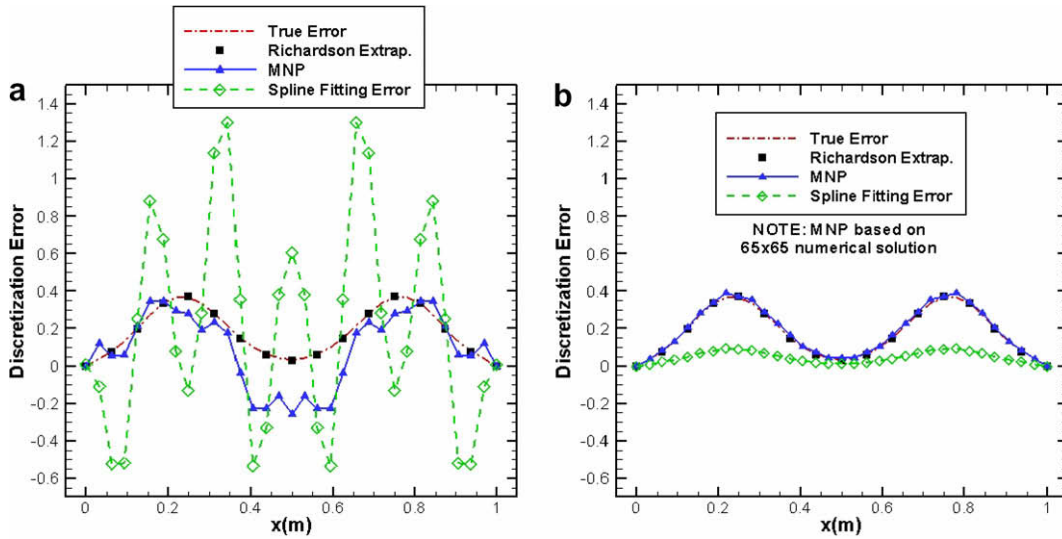 a
True Error
Richardson Extrap.
MNP
Spline Fitting Error
1.4
1.2
1
0.8
0.6
0.4
0.2
0
-0.2
-0.4
-0.6
Discretization Error
0
0.2
0.4
0.6
0.8
1
x(m)
b
True Error
Richardson Extrap.
MNP
Spline Fitting Error
NOTE: MNP based on
65x65 numerical solution
1.4
1.2
1
0.8
0.6
0.4
0.2
0
-0.2
-0.4
-0.6
Discretization Error
0
0.2
0.4
0.6
0.8
1
x(m)